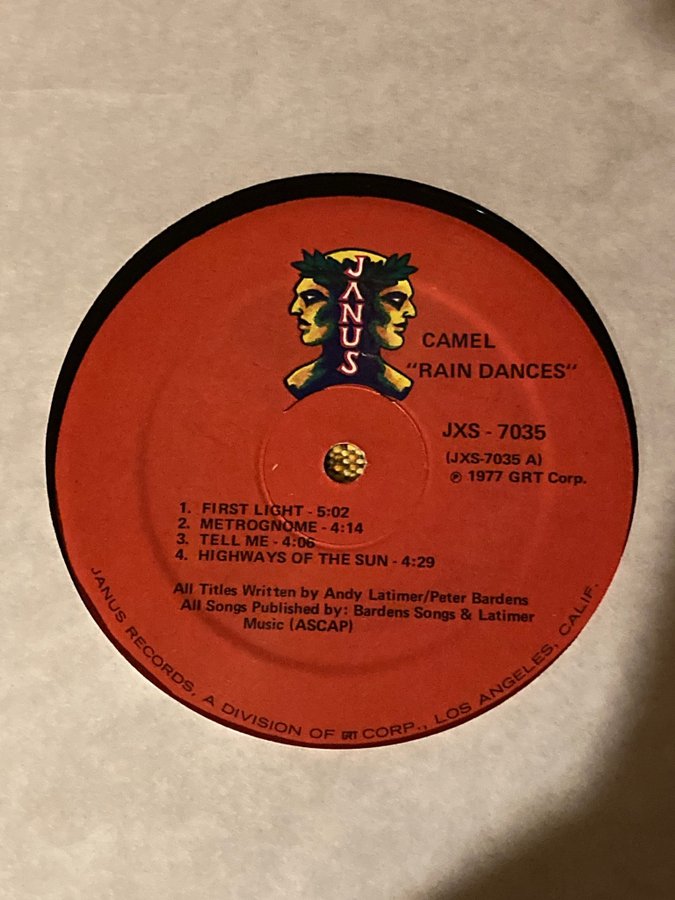 JANUS
CAMEL
"RAIN DANCES"
JXS - 7035
(JXS-7035 A)
℗ 1977 GRT Corp.
1. FIRST LIGHT - 5:02
2. METROGNOME - 4:14
3. TELL ME - 4:06
4. HIGHWAYS OF THE SUN - 4:29
All Titles Written by Andy Latimer/Peter Bardens
All Songs Published by: Bardens Songs & Latimer
Music (ASCAP)
JANUS RECORDS, A DIVISION OF GRT CORP., LOS ANGELES, CALIF.